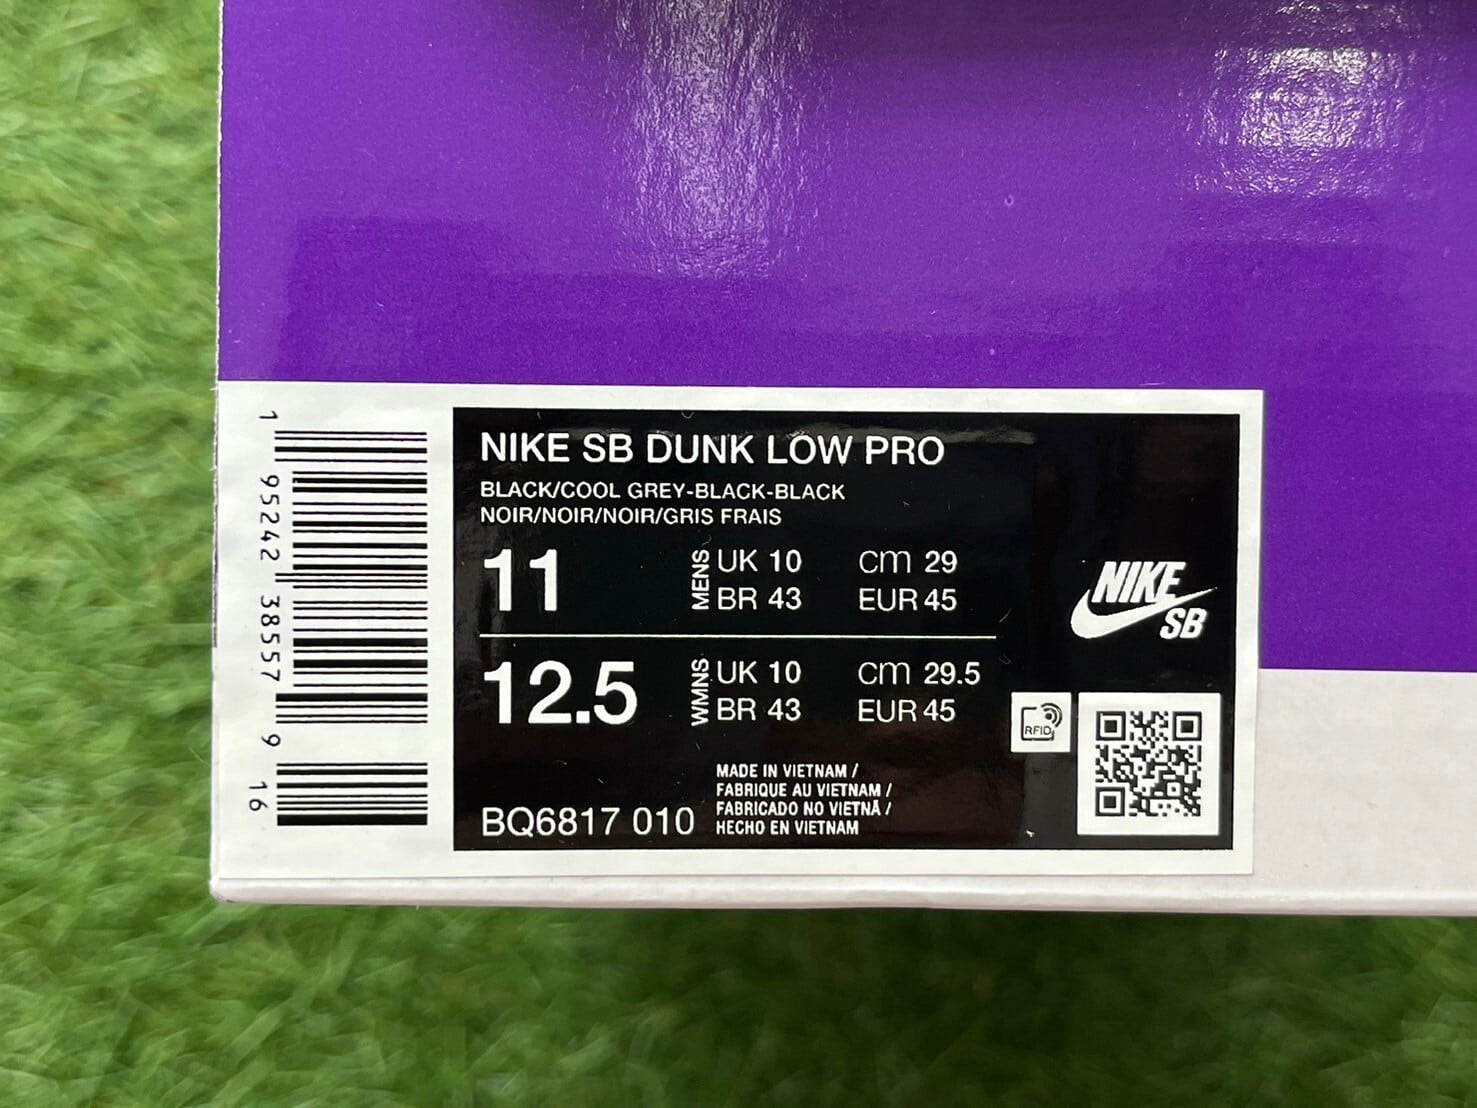 1
95242
38557
9
16
NIKE SB DUNK LOW PRO
BLACK/COOL GREY-BLACK-BLACK
NOIR/NOIR/NOIR/GRIS FRAIS
11 MENS UK 10 cm 29
BR 43 EUR 45
12.5 WMNS UK 10 cm 29.5
BR 43 EUR 45
NIKE
SB
RFID
BQ6817 010
MADE IN VIETNAM /
FABRIQUE AU VIETNAM /
FABRICADO NO VIETNÃ /
HECHO EN VIETNAM